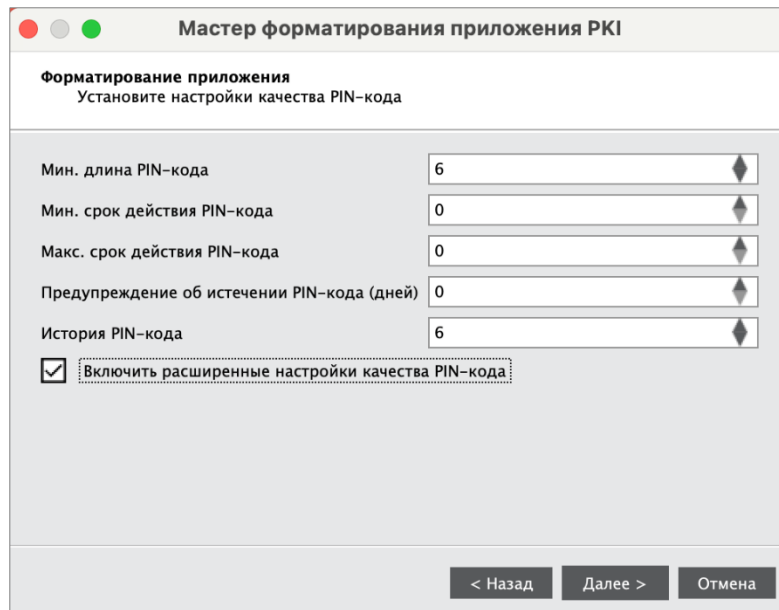 Мастер форматирования приложения PKI
Форматирование приложения
Установите настройки качества PIN-кода
Мин. длина PIN-кода 6
Мин. срок действия PIN-кода 0
Макс. срок действия PIN-кода 0
Предупреждение об истечении PIN-кода (дней) 0
История PIN-кода 6
Включить расширенные настройки качества PIN-кода
< Назад Далее > Отмена